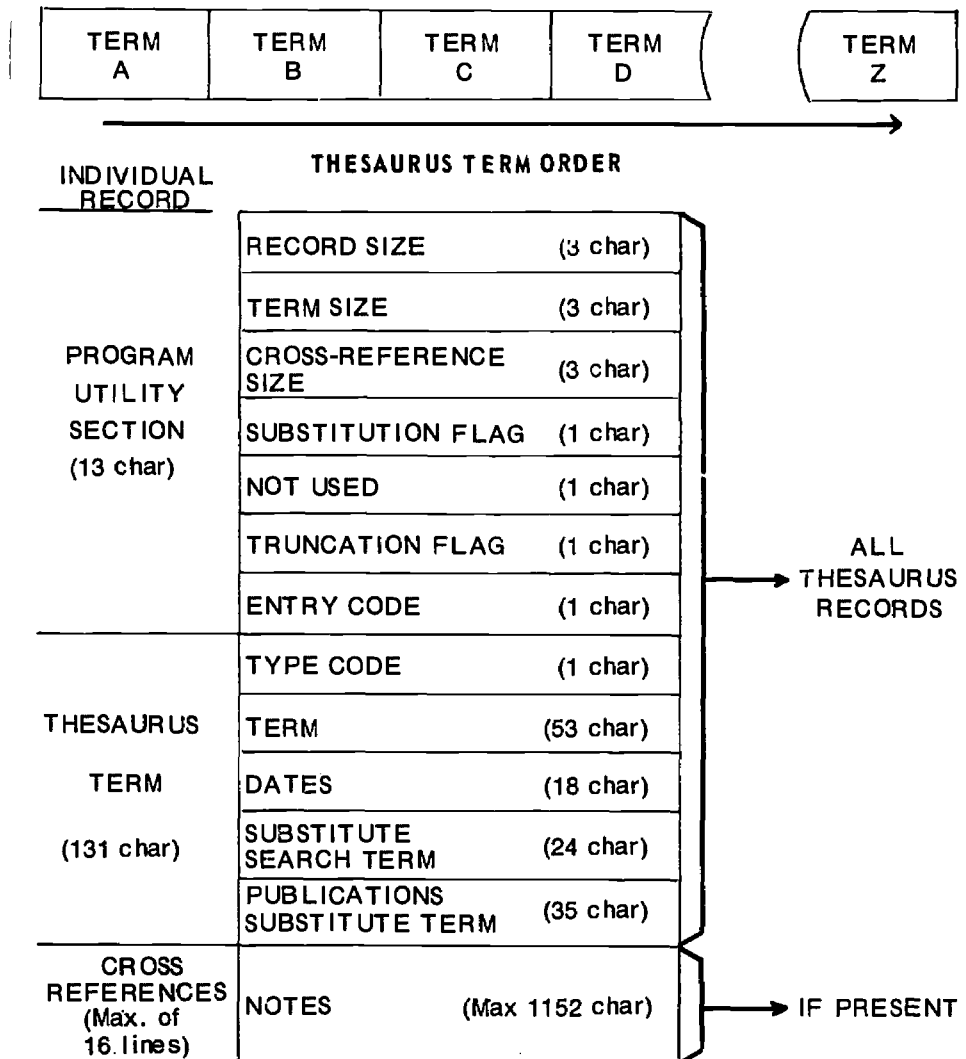 TERM A
TERM B
TERM C
TERM D
TERM Z
THESAURUS TERM ORDER
INDIVIDUAL
RECORD
RECORD SIZE (3 char)
TERM SIZE (3 char)
PROGRAM
UTILITY
SECTION
(13 char)
CROSS-REFERENCE
SIZE (3 char)
SUBSTITUTION FLAG (1 char)
NOT USED (1 char)
TRUNCATION FLAG (1 char)
ENTRY CODE (1 char)
ALL
THESAURUS
RECORDS
THESAURUS
TERM
(131 char)
TYPE CODE (1 char)
TERM (53 char)
DATES (18 char)
SUBSTITUTE
SEARCH TERM (24 char)
PUBLICATIONS
SUBSTITUTE TERM (35 char)
CROSS
REFERENCES
(Max. of
16 lines)
NOTES (Max 1152 char)
IF PRESENT